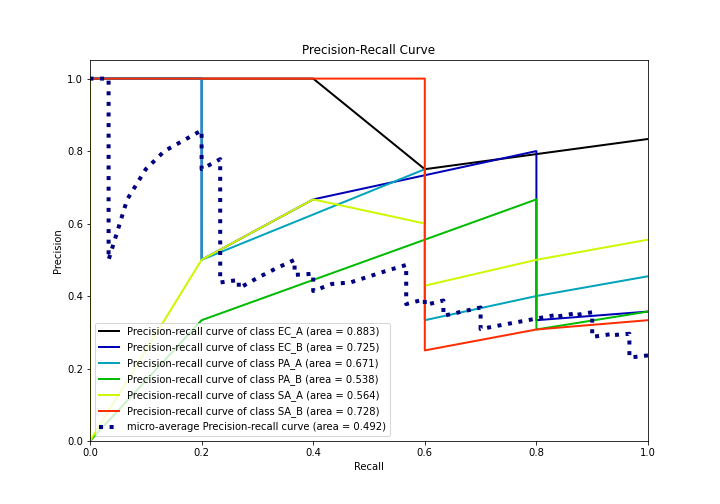 Precision-Recall Curve
1.0
0.8
0.6
0.4
0.2
0.0
Precision
Precision-recall curve of class EC_A (area = 0.883)
Precision-recall curve of class EC_B (area = 0.725)
Precision-recall curve of class PA_A (area = 0.671)
Precision-recall curve of class PA_B (area = 0.538)
Precision-recall curve of class SA_A (area = 0.564)
Precision-recall curve of class SA_B (area = 0.728)
micro-average Precision-recall curve (area = 0.492)
0.0 0.2 0.4 0.6 0.8 1.0
Recall